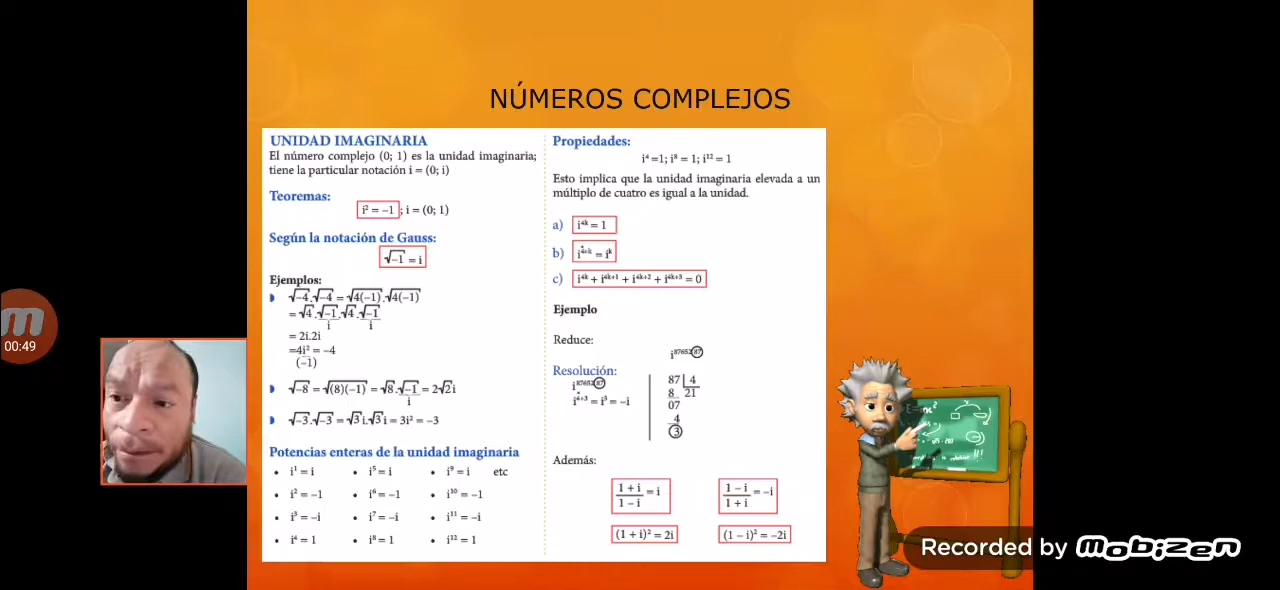 NÚMEROS COMPLEJOS
UNIDAD IMAGINARIA
El número complejo (0; 1) es la unidad imaginaria;
tiene la particular notación i = (0; i)
Teoremas:
i² = –1 ; i = (0; 1)
Según la notación de Gauss:
√–1 = i
Ejemplos:
√–4.√–4 = √4(–1).√4(–1)
= √4.√–1.√4.√–1
i i
= 2i.2i
=4i² = –4
(–1)
√–8 = √(8)(–1) = √8.√–1 = 2√2i
i
√–3.√–3 = √3i.√3i = 3i² = –3
Potencias enteras de la unidad imaginaria
• i¹ = i • i⁵ = i • i⁹ = i etc
• i² = –1 • i⁶ = –1 • i¹⁰ = –1
• i³ = –i • i⁷ = –i • i¹¹ = –i
• i⁴ = 1 • i⁸ = 1 • i¹² = 1
Propiedades:
i⁴ =1; i⁸ = 1; i¹² = 1
Esto implica que la unidad imaginaria elevada a un
múltiplo de cuatro es igual a la unidad.
a) i⁴ᵏ = 1
b) i⁴⁺ᵏ = iᵏ
c) i⁴ᵏ + i⁴ᵏ⁺¹ + i⁴ᵏ⁺² + i⁴ᵏ⁺³ = 0
Ejemplo
Reduce:
i⁸⁷⁶⁵²⁸⁷
Resolución:
i⁸⁷⁶⁵²⁸⁷
i⁴⁺³ = i³ = –i
87 4
8 21
07
4
3
Además:
1 + i / 1 – i = i
1 – i / 1 + i = –i
(1 + i)² = 2i
(1 – i)² = –2i
00:49
Recorded by mobizen